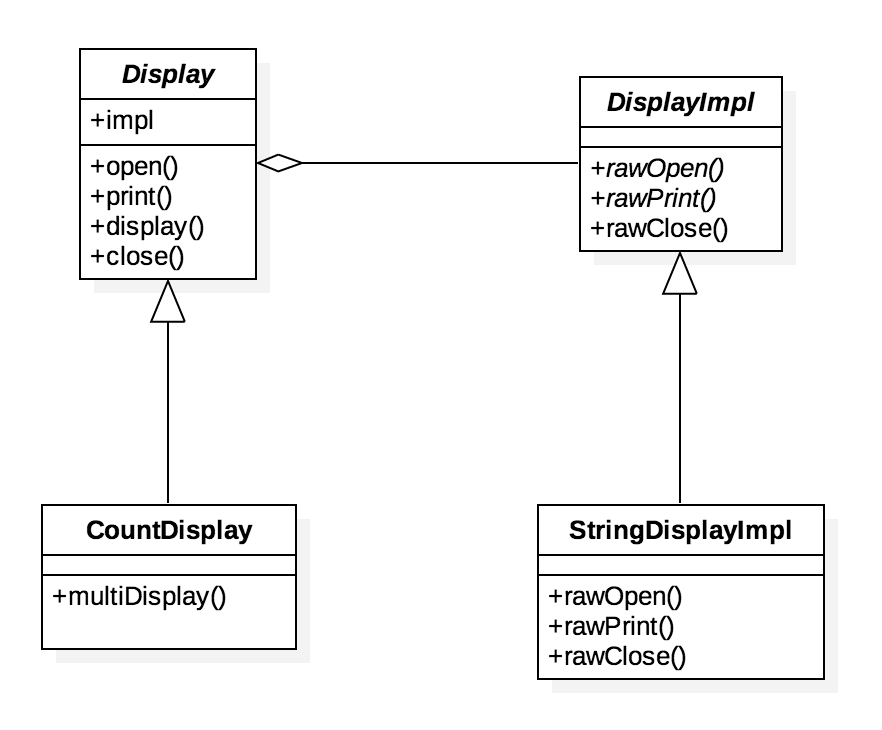 Display
+impl
+open()
+print()
+display()
+close()
DisplayImpl
+rawOpen()
+rawPrint()
+rawClose()
CountDisplay
+multiDisplay()
StringDisplayImpl
+rawOpen()
+rawPrint()
+rawClose()